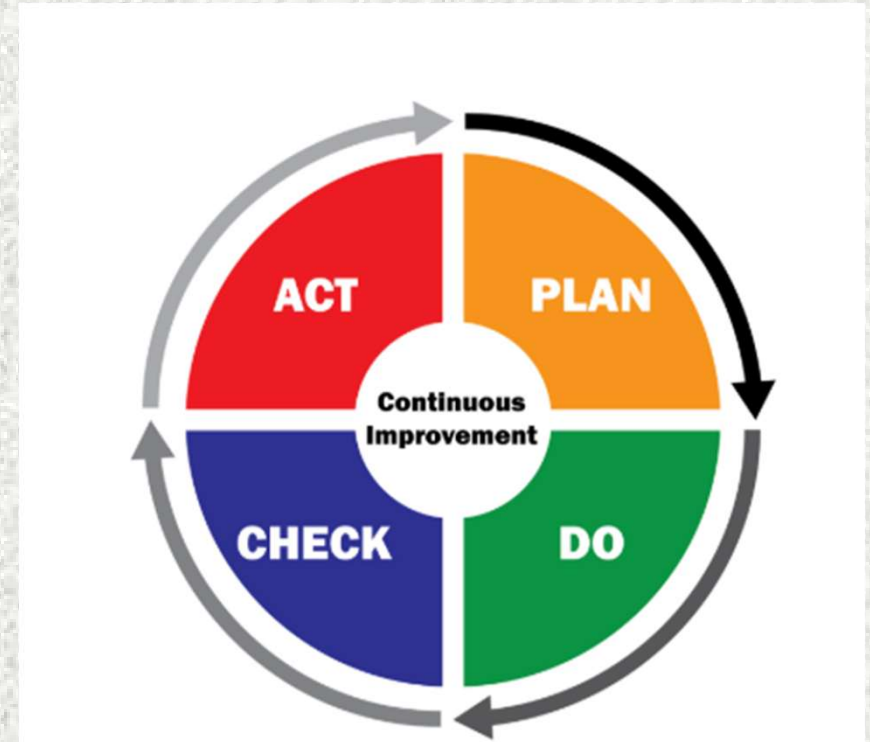 ACT
PLAN
Continuous
Improvement
CHECK
DO